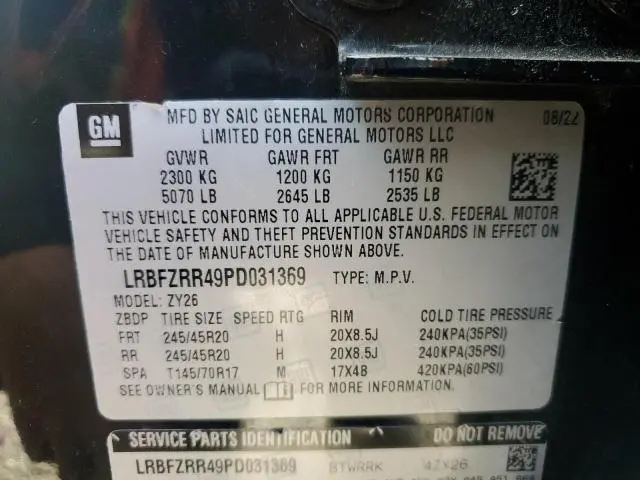 GM
MFD BY SAIC GENERAL MOTORS CORPORATION 08/22
LIMITED FOR GENERAL MOTORS LLC
GVWR GAWR FRT GAWR RR
2300 KG 1200 KG 1150 KG
5070 LB 2645 LB 2535 LB
THIS VEHICLE CONFORMS TO ALL APPLICABLE U.S. FEDERAL MOTOR
VEHICLE SAFETY AND THEFT PREVENTION STANDARDS IN EFFECT ON
THE DATE OF MANUFACTURE SHOWN ABOVE.
LRBFZRR49PD031369 TYPE: M.P.V.
MODEL: ZY26
ZBDP TIRE SIZE SPEED RTG RIM COLD TIRE PRESSURE
FRT 245/45R20 H 20X8.5J 240KPA(35PSI)
RR 245/45R20 H 20X8.5J 240KPA(35PSI)
SPA T145/70R17 M 17X4B 420KPA(60PSI)
SEE OWNER'S MANUAL FOR MORE INFORMATION.
SERVICE PARTS IDENTIFICATION DO NOT REMOVE
LRBFZRR49PD031369 BTWRRK 4ZY26